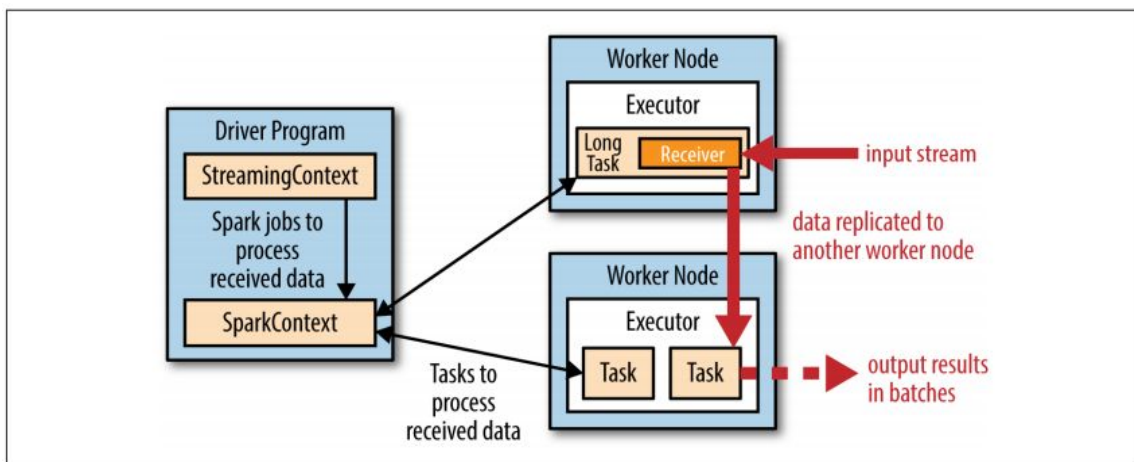 Driver Program
StreamingContext
Spark jobs to
process
received data
SparkContext
Worker Node
Executor
Long
Task
Receiver
input stream
data replicated to
another worker node
Worker Node
Executor
Task
Task
Tasks to
process
received data
output results
in batches